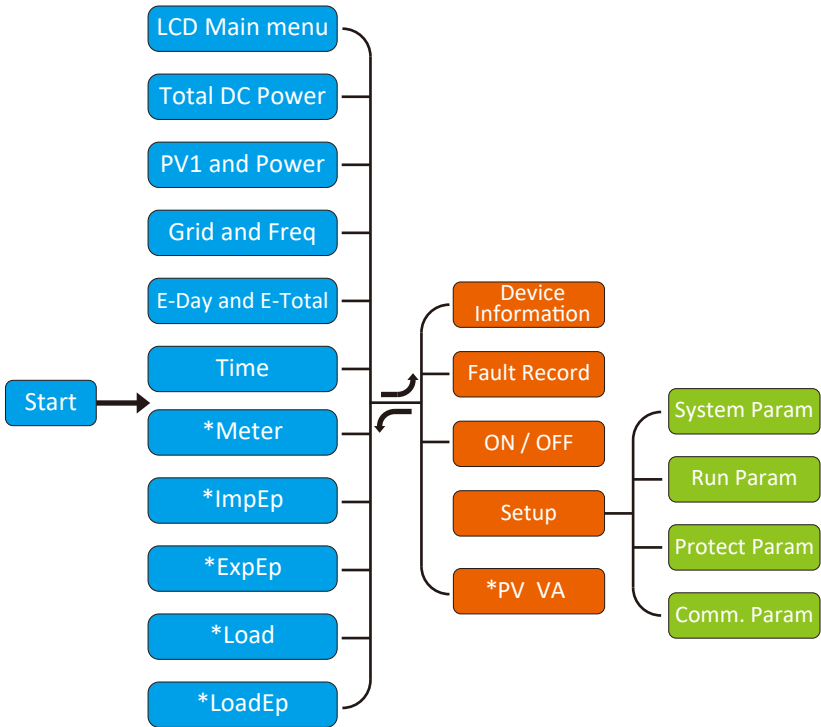 LCD Main menu
Total DC Power
PV1 and Power
Grid and Freq
E-Day and E-Total
Time
Start
*Meter
*ImpEp
*ExpEp
*Load
*LoadEp
Device
Information
Fault Record
ON / OFF
Setup
*PV VA
System Param
Run Param
Protect Param
Comm. Param